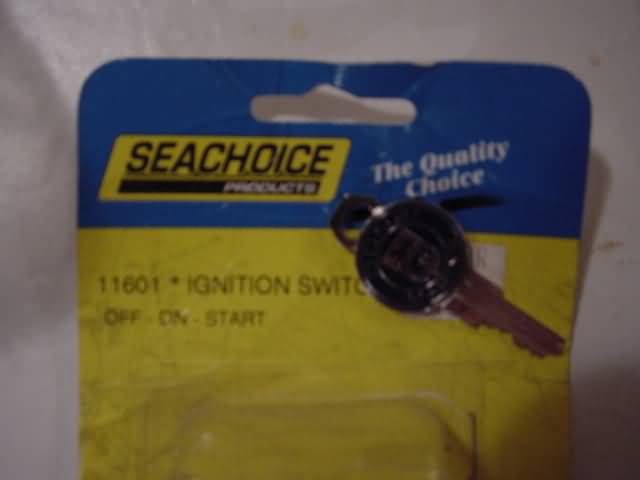 SEACHOICE
PRODUCTS
The Quality
Choice
11601 * IGNITION SWITC
OFF - ON - START